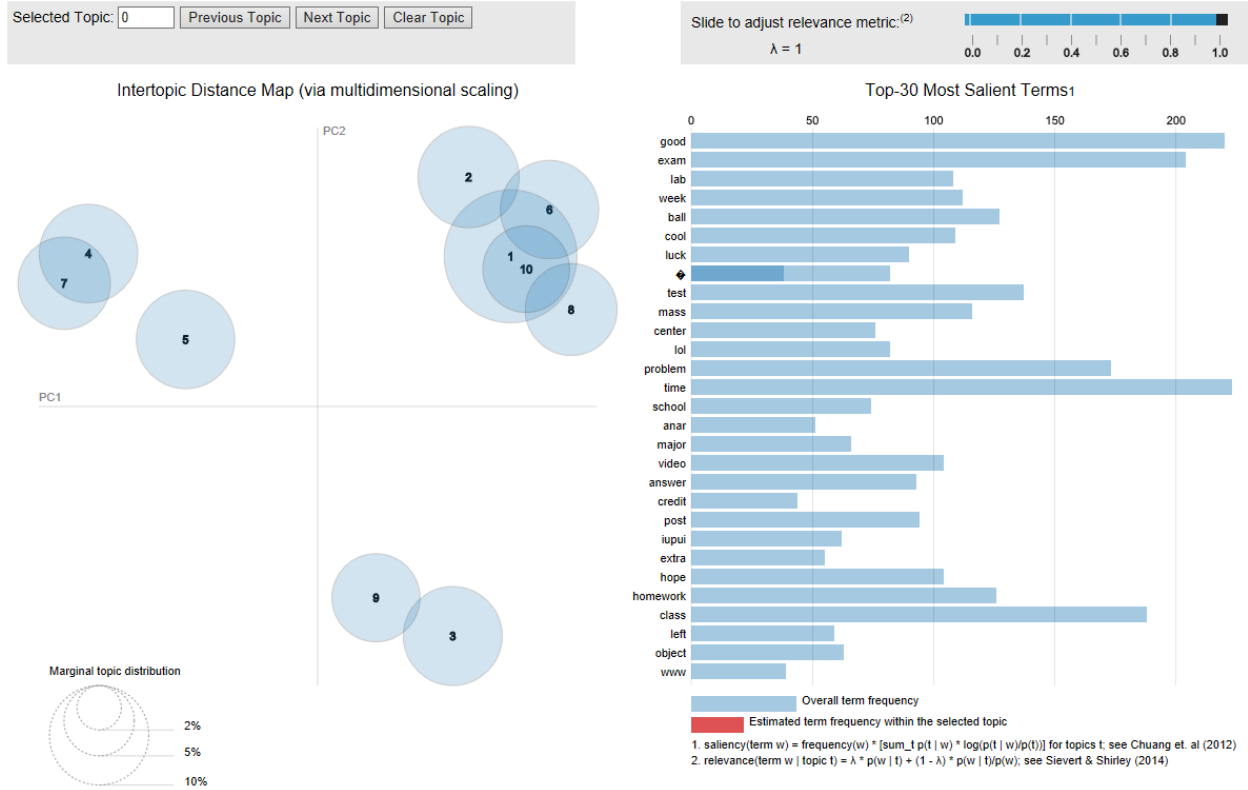 Selected Topic: 0 Previous Topic Next Topic Clear Topic
Slide to adjust relevance metric:(2)
λ = 1
0.0 0.2 0.4 0.6 0.8 1.0
Intertopic Distance Map (via multidimensional scaling)
PC2
PC1
2
6
1
10
8
4
7
5
9
3
Marginal topic distribution
2%
5%
10%
Top-30 Most Salient Terms1
0 50 100 150 200
good
exam
lab
week
ball
cool
luck
�
test
mass
center
lol
problem
time
school
anar
major
video
answer
credit
post
iupui
extra
hope
homework
class
left
object
www
Overall term frequency
Estimated term frequency within the selected topic
1. saliency(term w) = frequency(w) * [sum_t p(t | w) * log(p(t | w)/p(t))] for topics t; see Chuang et. al (2012)
2. relevance(term w | topic t) = λ * p(w | t) + (1 - λ) * p(w | t)/p(w); see Sievert & Shirley (2014)